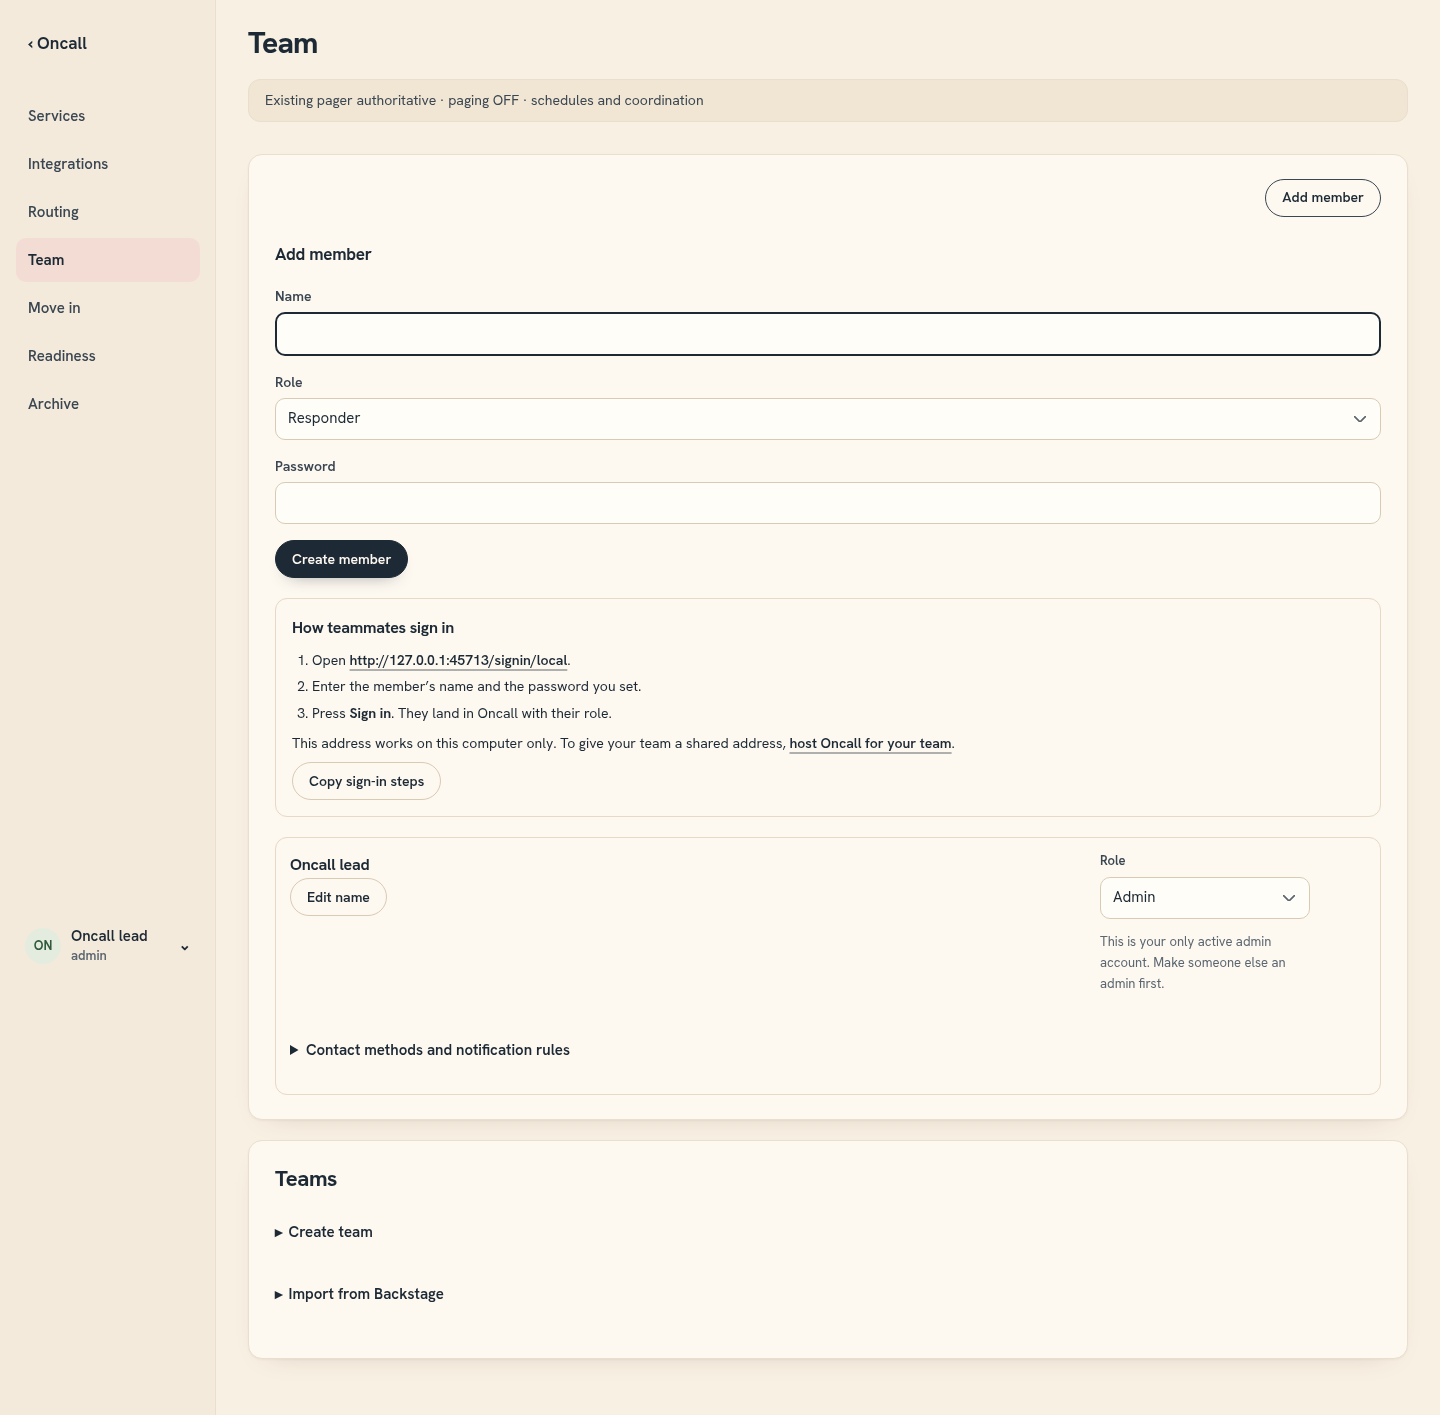 ‹ Oncall
Services
Integrations
Routing
Team
Move in
Readiness
Archive
ON
Oncall lead
admin
Team
Existing pager authoritative · paging OFF · schedules and coordination
Add member
Add member
Name
Role
Responder
Password
Create member
How teammates sign in
1. Open http://127.0.0.1:45713/signin/local.
2. Enter the member’s name and the password you set.
3. Press Sign in. They land in Oncall with their role.
This address works on this computer only. To give your team a shared address, host Oncall for your team.
Copy sign-in steps
Oncall lead
Edit name
Role
Admin
This is your only active admin
account. Make someone else an
admin first.
Contact methods and notification rules
Teams
Create team
Import from Backstage